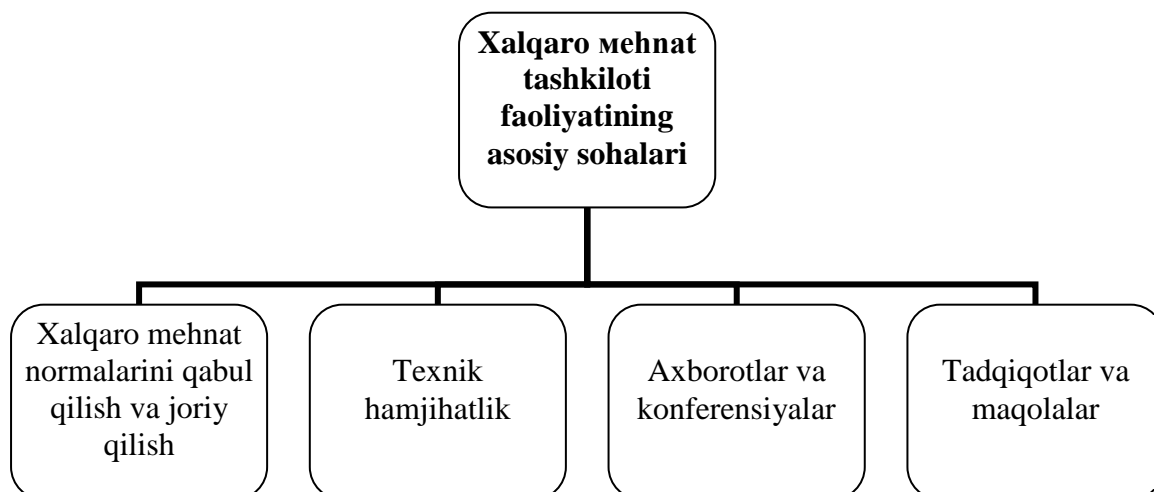 Xalqaro мehnat
tashkiloti
faoliyatining
asosiy sohalari
Xalqaro mehnat
normalarini qabul
qilish va joriy
qilish
Texnik
hamjihatlik
Axborotlar va
konferensiyalar
Tadqiqotlar va
maqolalar